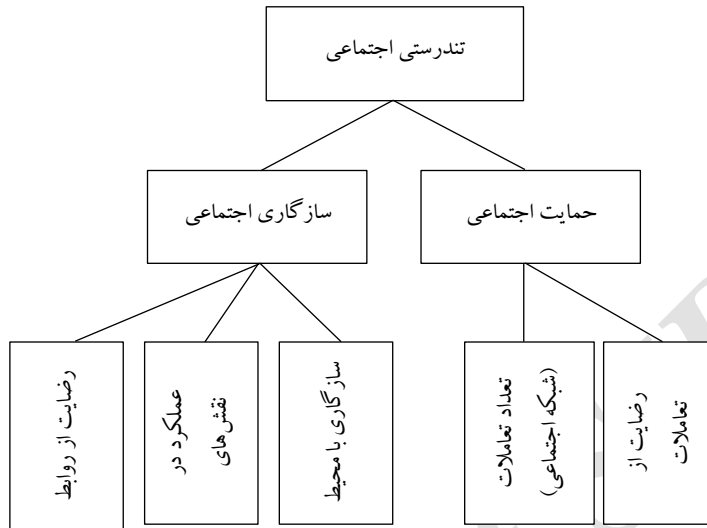 تندرستی اجتماعی
حمایت اجتماعی
سازگاری اجتماعی
رضایت از
تعاملات
تعداد تعاملات
(شبکه اجتماعی)
سازگاری با محیط
عملکرد در
نقش‌های
رضایت از روابط